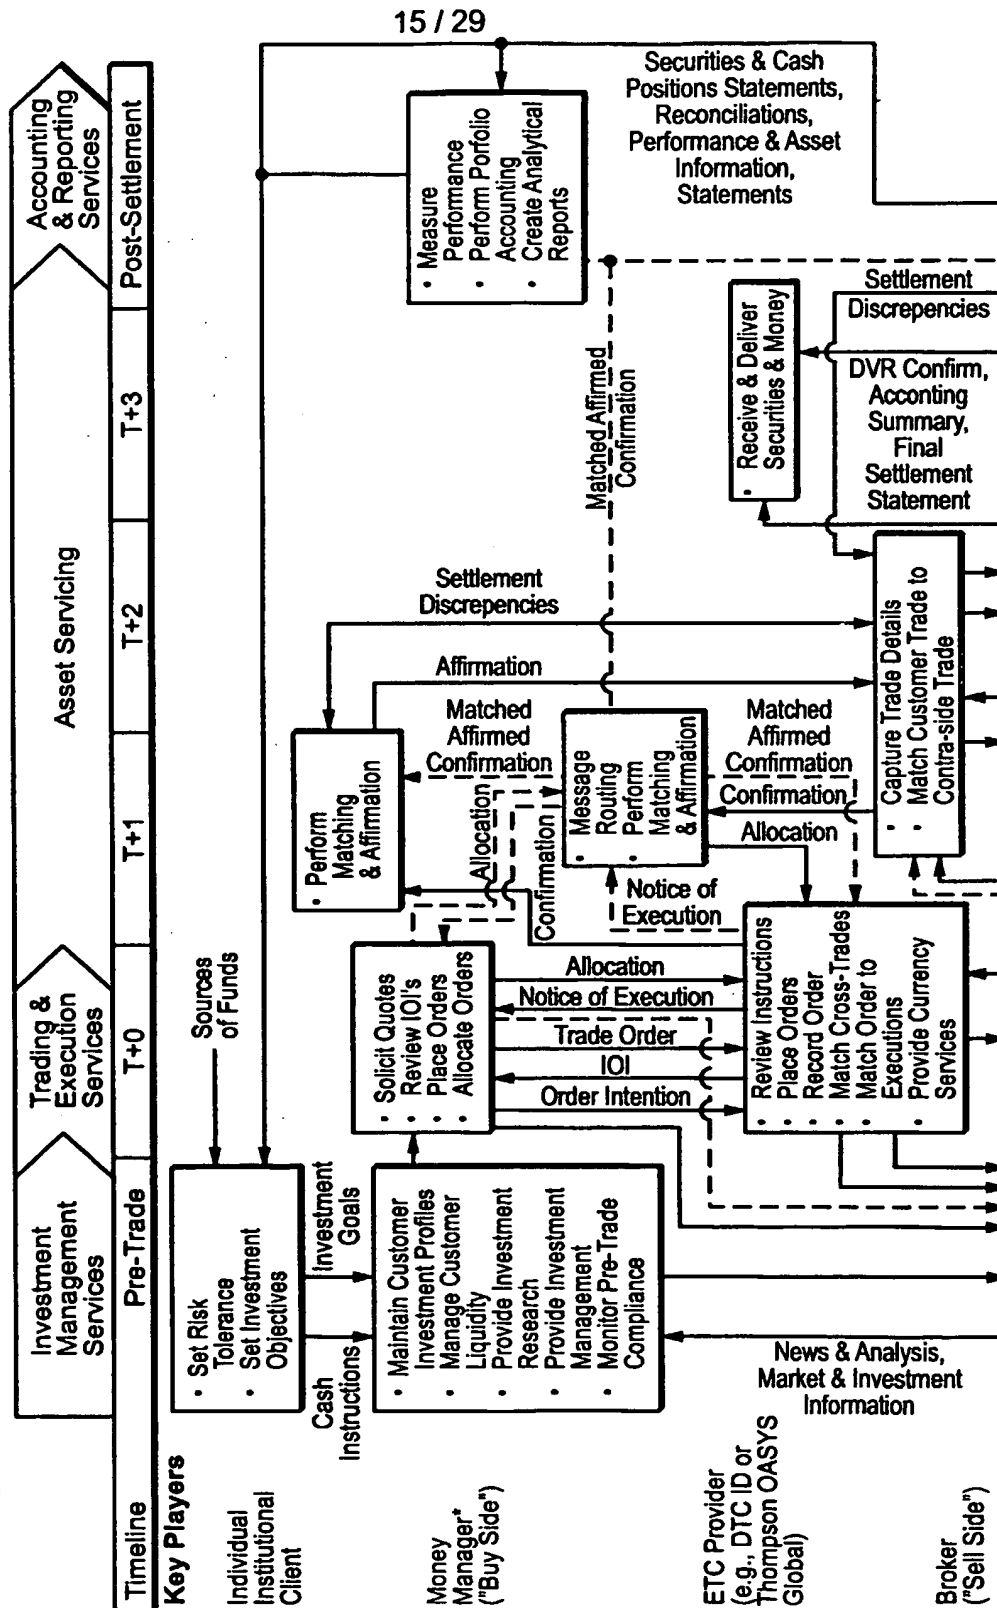 15 / 29
Investment
Management
Services
Trading &
Execution
Services
Asset Servicing
Accounting
& Reporting
Services
Timeline
Pre-Trade
T+0
T+1
T+2
T+3
Post-Settlement
Key Players
Individual
Institutional
Client
• Set Risk
Tolerance
• Set Investment
Objectives
Sources
of Funds
Cash
Instructions
Investment
Goals
Money
Manager*
("Buy Side")
• Maintain Customer
Investment Profiles
• Manage Customer
Liquidity
• Provide Investment
Research
• Provide Investment
Management
• Monitor Pre-Trade
Compliance
• Solicit Quotes
• Review IOI's
• Place Orders
• Allocate Orders
• Perform
Matching
& Affirmation
• Measure
Performance
• Perform Porfolio
Accounting
• Create Analytical
Reports
Securities & Cash
Positions Statements,
Reconciliations,
Performance & Asset
Information,
Statements
Settlement
Discrepencies
Affirmation
Matched
Affirmed
Confirmation
Allocation
Confirmation
Matched Affirmed
Confirmation
ETC Provider
(e.g., DTC ID or
Thompson OASYS
Global)
• Message
Routing
• Perform
Matching
& Affirmation
Notice of
Execution
Matched
Affirmed
Confirmation
Confirmation
Allocation
Allocation
Notice of Execution
Trade Order
IOI
Order Intention
News & Analysis,
Market & Investment
Information
• Receive & Deliver
Securities & Money
Settlement
Discrepencies
DVR Confirm,
Acconting
Summary,
Final
Settlement
Statement
Broker
("Sell Side")
• Review Instructions
• Place Orders
• Record Order
• Match Cross-Trades
• Match Order to
Executions
• Provide Currency
Services
• Capture Trade Details
• Match Customer Trade to
Contra-side Trade